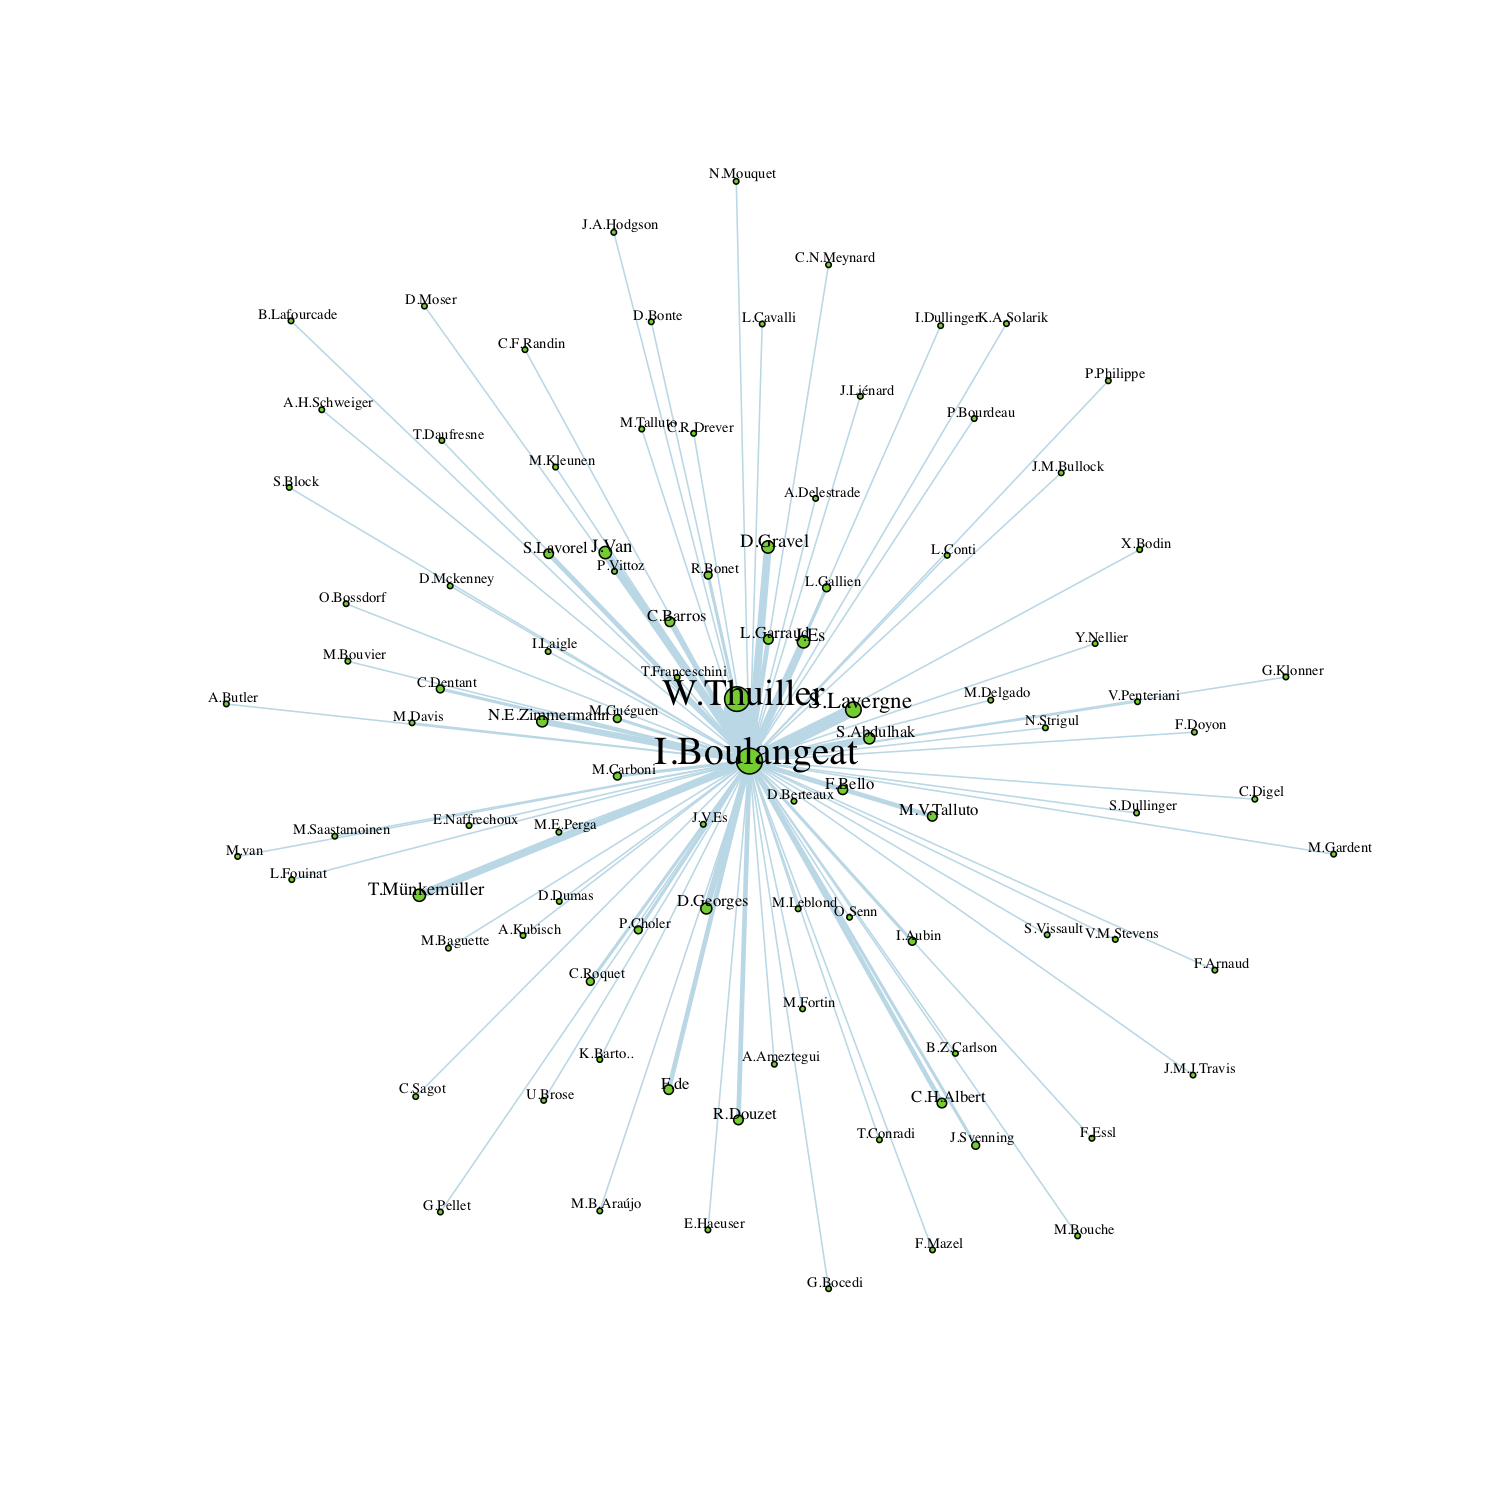 N.Mouquet
J.A.Hodgson
C.N.Meynard
D.Moser
B.Lafourcade
D.Bonte
L.Cavalli
I.Dullinger
K.A.Solarik
C.F.Randin
P.Philippe
J.Liénard
A.H.Schweiger
P.Bourdeau
M.Talluto
C.R.Drever
T.Daufresne
M.Kleunen
J.M.Bullock
S.Block
A.Delestrade
D.Gravel
X.Bodin
S.Lavorel
J.Van
L.Conti
P.Vittoz
R.Bonet
D.Mckenney
L.Gallien
O.Bossdorf
C.Barros
L.Garraud
J.Es
Y.Nellier
I.Laigle
M.Bouvier
T.Franceschini
G.Klonner
C.Dentant
W.Thuiller
M.Delgado
V.Penteriani
A.Butler
S.Lavergne
M.Guéguen
N.E.Zimmermann
M.Davis
N.Strigul
F.Doyon
S.Abdulhak
I.Boulangeat
M.Carboni
F.Bello
C.Digel
D.Berteaux
S.Dullinger
M.V.Talluto
J.V.Es
E.Naffrechoux
M.E.Perga
M.Saastamoinen
M.van
M.Gardent
L.Fouinat
T.Münkemüller
D.Dumas
D.Georges
M.Leblond
O.Senn
P.Choler
A.Kubisch
I.Aubin
S.Vissault
V.M.Stevens
M.Baguette
F.Arnaud
C.Roquet
M.Fortin
B.Z.Carlson
K.Barto..
A.Ameztegui
J.M.J.Travis
F.de
C.Sagot
U.Brose
C.H.Albert
R.Douzet
T.Conradi
J.Svenning
F.Essl
G.Pellet
M.B.Araújo
E.Haeuser
M.Bouche
F.Mazel
G.Bocedi